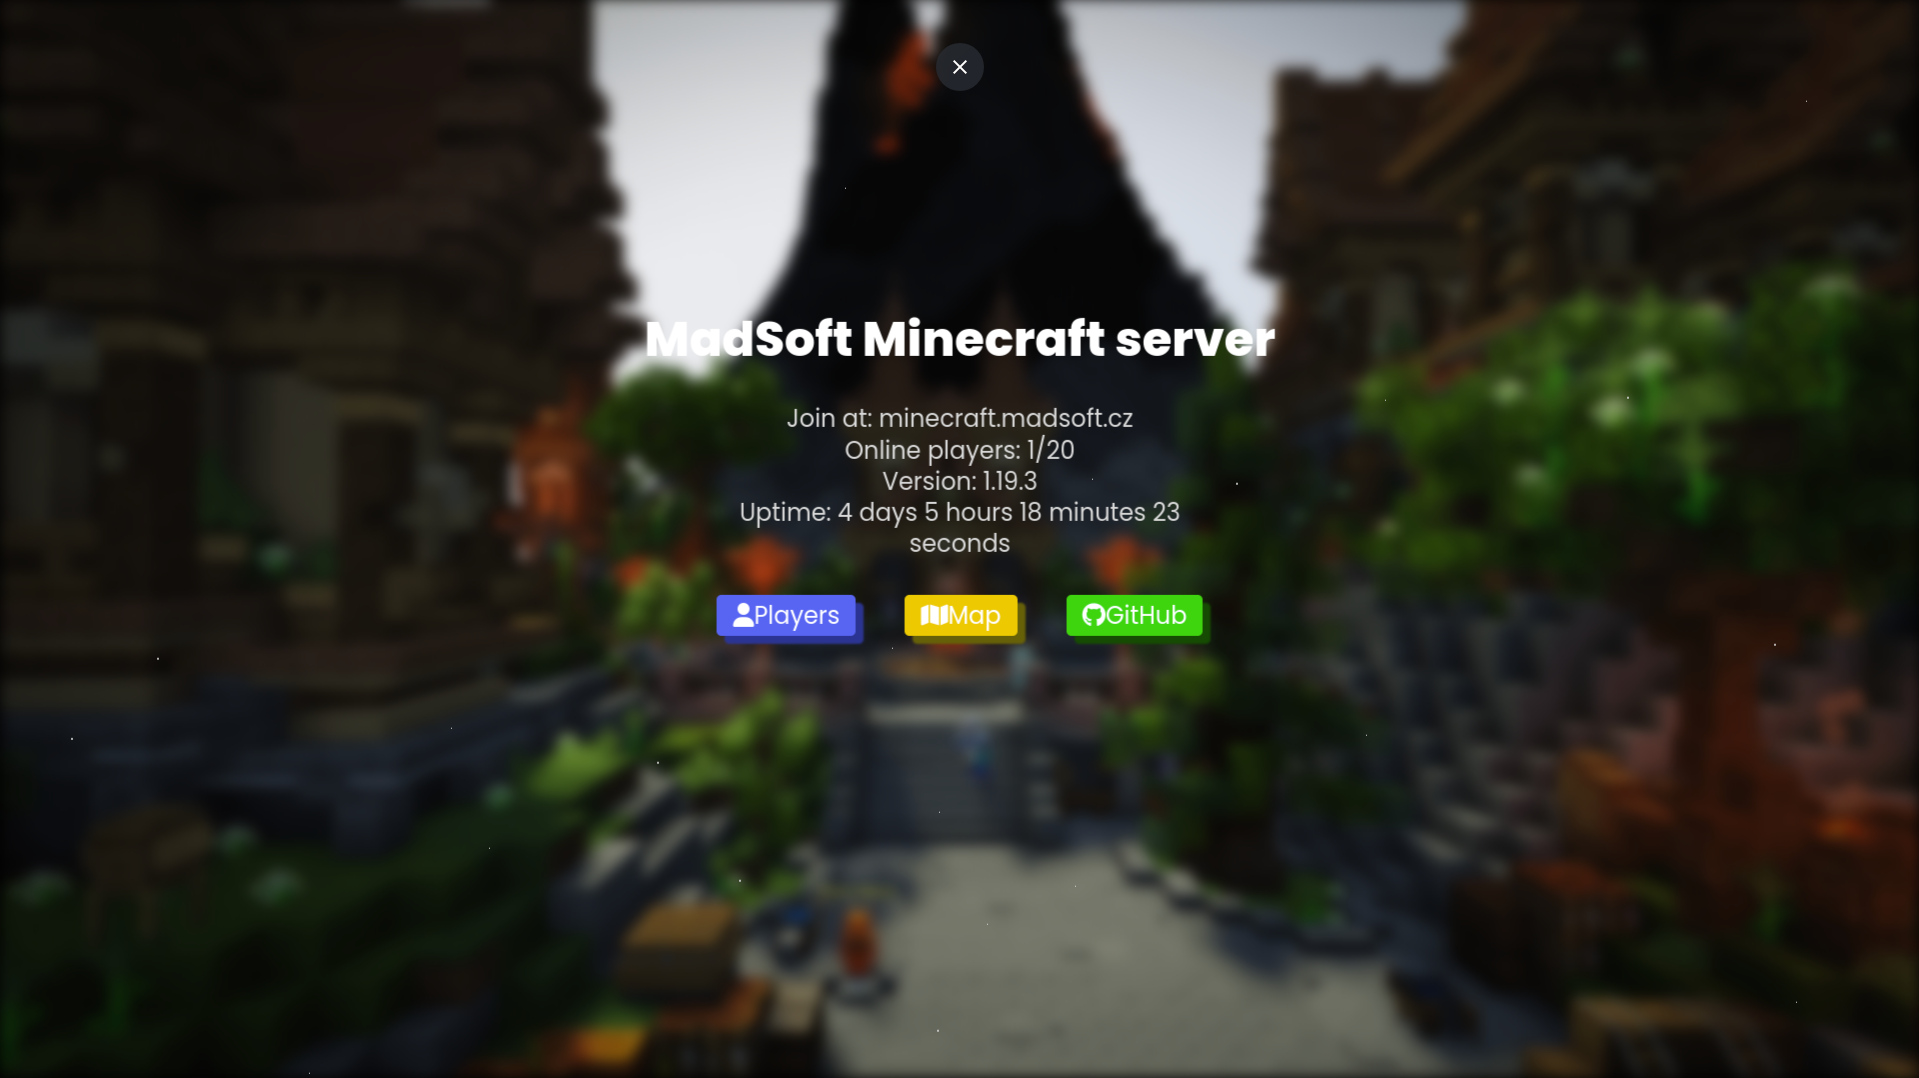 MadSoft Minecraft server
Join at: minecraft.madsoft.cz
Online players: 1/20
Version: 1.19.3
Uptime: 4 days 5 hours 18 minutes 23
seconds
Players Map GitHub